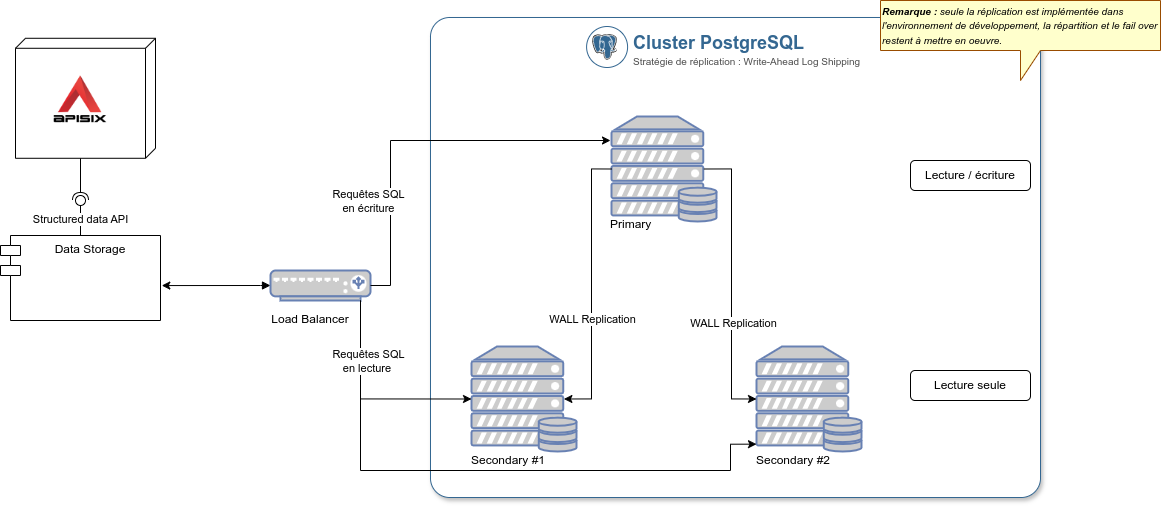 Remarque : seule la réplication est implémentée dans
l'environnement de développement, la répartition et le fail over
restent à mettre en oeuvre.
Cluster PostgreSQL
Stratégie de réplication : Write-Ahead Log Shipping
APISIX
Structured data API
Data Storage
Load Balancer
Requêtes SQL
en écriture
Requêtes SQL
en lecture
Primary
Lecture / écriture
WALL Replication
WALL Replication
Secondary #1
Secondary #2
Lecture seule